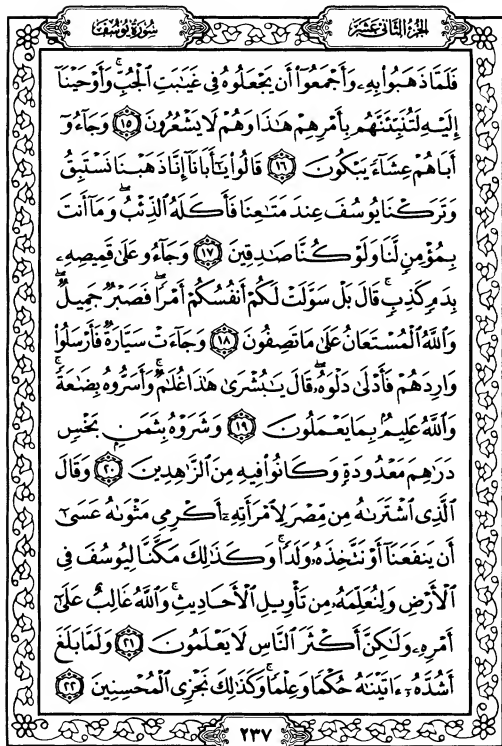 الجزء الثاني عشر
سورة يوسف
فَلَمَّا ذَهَبُوا۟ بِهِۦ وَأَجْمَعُوٓا۟ أَن يَجْعَلُوهُ فِى غَيَٰبَتِ ٱلْجُبِّ ۚ وَأَوْحَيْنَآ
إِلَيْهِ لَتُنَبِّئَنَّهُم بِأَمْرِهِمْ هَٰذَا وَهُمْ لَا يَشْعُرُونَ ١٥ وَجَآءُوٓ
أَبَاهُمْ عِشَآءً يَبْكُونَ ١٦ قَالُوا۟ يَٰٓأَبَانَآ إِنَّا ذَهَبْنَا نَسْتَبِقُ
وَتَرَكْنَا يُوسُفَ عِندَ مَتَٰعِنَا فَأَكَلَهُ ٱلذِّئْبُ ۖ وَمَآ أَنتَ
بِمُؤْمِنٍ لَّنَا وَلَوْ كُنَّا صَٰدِقِينَ ١٧ وَجَآءُو عَلَىٰ قَمِيصِهِۦ
بِدَمٍ كَذِبٍ ۚ قَالَ بَلْ سَوَّلَتْ لَكُمْ أَنفُسُكُمْ أَمْرًا ۖ فَصَبْرٌ جَمِيلٌ ۖ
وَٱللَّهُ ٱلْمُسْتَعَانُ عَلَىٰ مَا تَصِفُونَ ١٨ وَجَآءَتْ سَيَّارَةٌ فَأَرْسَلُوا۟
وَارِدَهُمْ فَأَدْلَىٰ دَلْوَهُۥ ۖ قَالَ يَٰبُشْرَىٰ هَٰذَا غُلَٰمٌ ۚ وَأَسَرُّوهُ بِضَٰعَةً ۚ
وَٱللَّهُ عَلِيمٌۢ بِمَا يَعْمَلُونَ ١٩ وَشَرَوْهُ بِثَمَنٍۭ بَخْسٍ
دَرَٰهِمَ مَعْدُودَةٍ وَكَانُوا۟ فِيهِ مِنَ ٱلزَّٰهِدِينَ ٢٠ وَقَالَ
ٱلَّذِى ٱشْتَرَىٰهُ مِن مِّصْرَ لِٱمْرَأَتِهِۦٓ أَكْرِمِى مَثْوَىٰهُ عَسَىٰٓ
أَن يَنفَعَنَآ أَوْ نَتَّخِذَهُۥ وَلَدًا ۚ وَكَذَٰلِكَ مَكَّنَّا لِيُوسُفَ فِى
ٱلْأَرْضِ وَلِنُعَلِّمَهُۥ مِن تَأْوِيلِ ٱلْأَحَادِيثِ ۚ وَٱللَّهُ غَالِبٌ عَلَىٰٓ
أَمْرِهِۦ وَلَٰكِنَّ أَكْثَرَ ٱلنَّاسِ لَا يَعْلَمُونَ ٢١ وَلَمَّا بَلَغَ
أَشُدَّهُۥٓ ءَاتَيْنَٰهُ حُكْمًا وَعِلْمًا ۚ وَكَذَٰلِكَ نَجْزِى ٱلْمُحْسِنِينَ ٢٢
٢٣٧